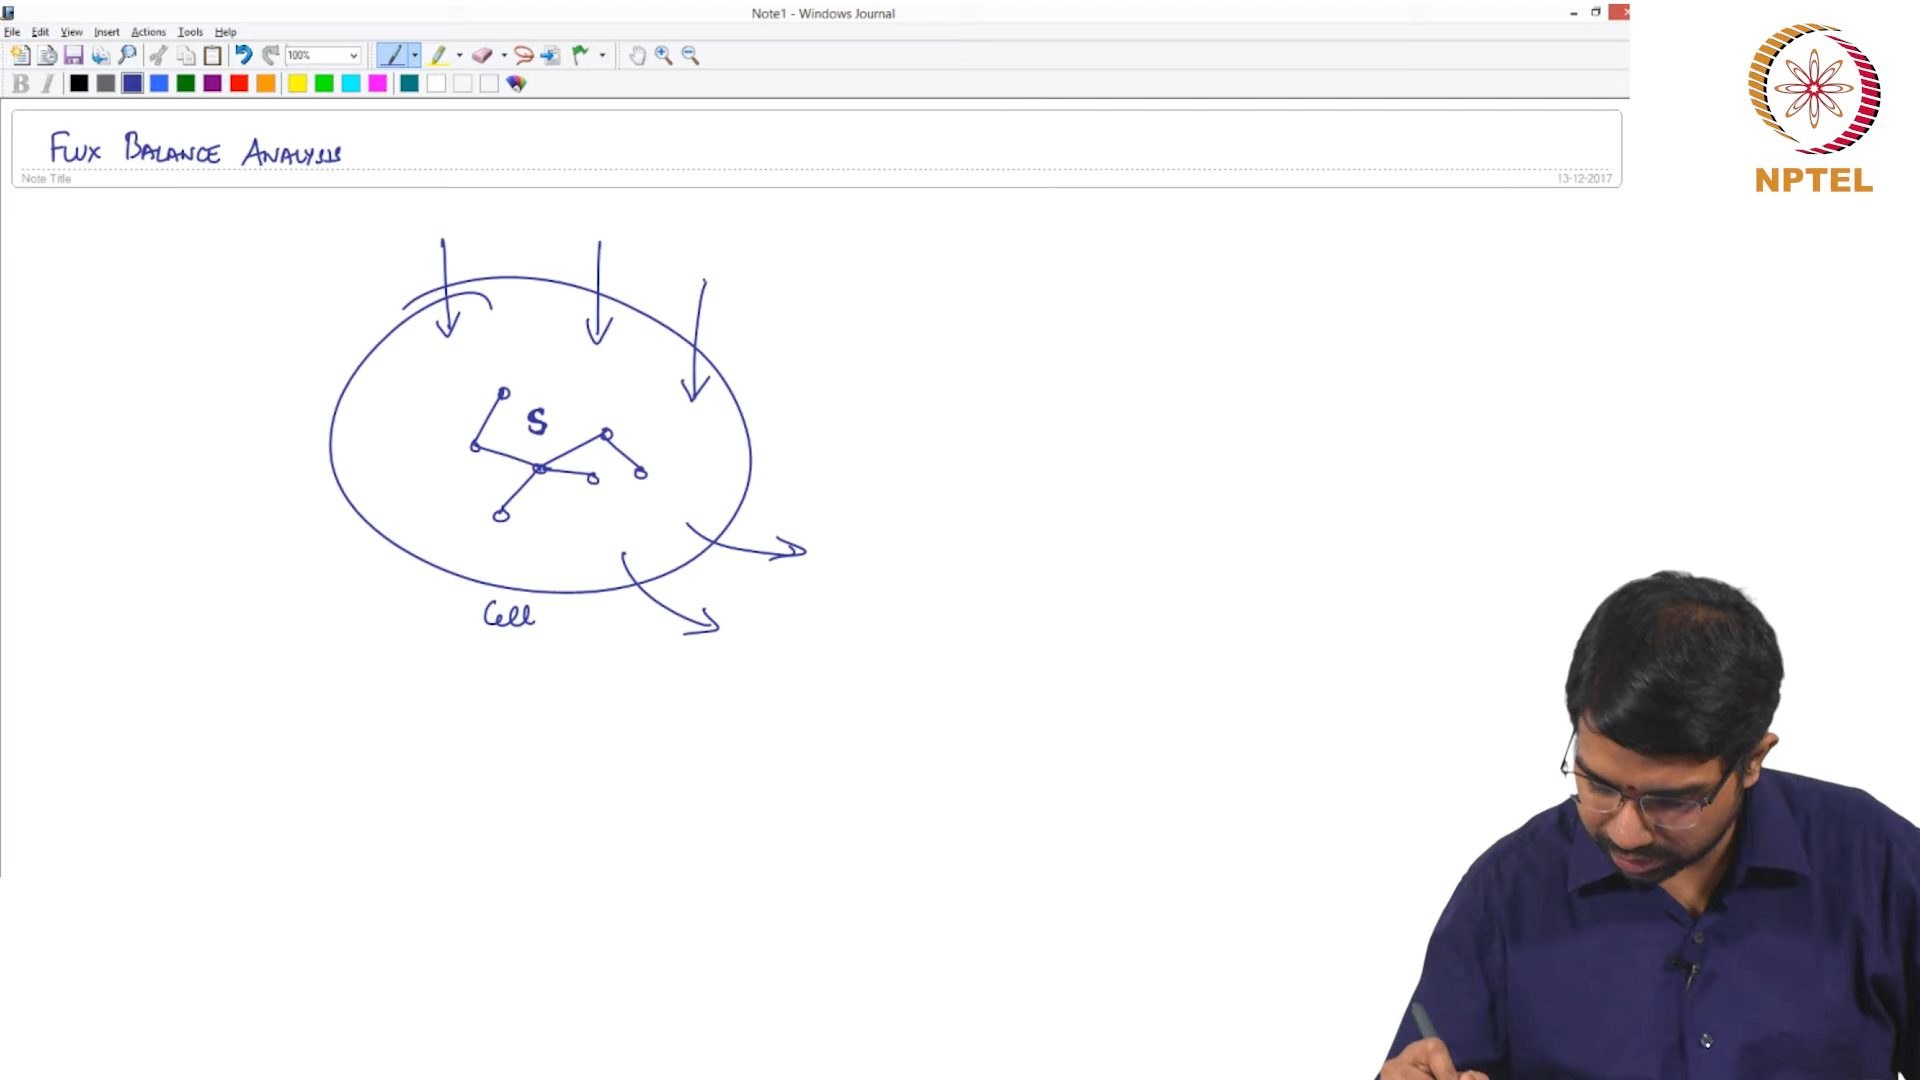 Note1 - Windows Journal
File Edit View Insert Actions Tools Help
100%
B I
FLUX BALANCE ANALYSIS
Note Title
13-12-2017
S
Cell
NPTEL